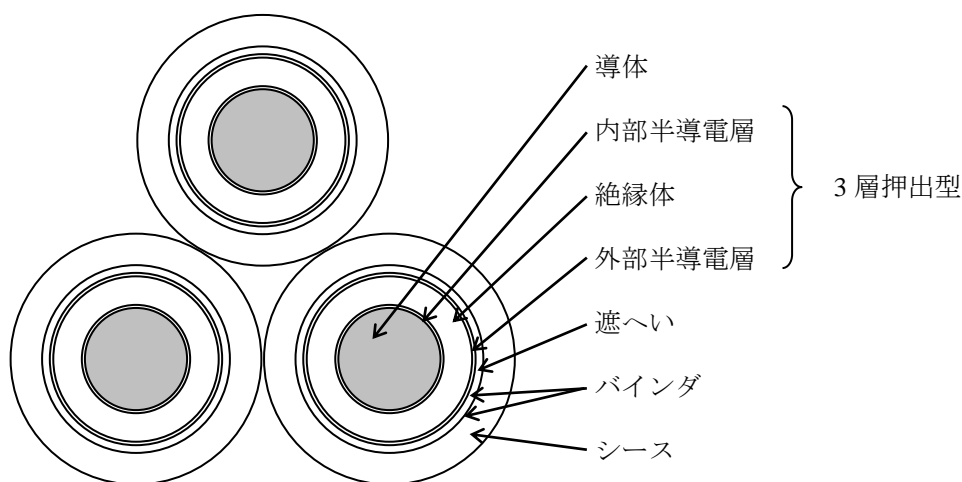 導体
内部半導電層
絶縁体
3 層押出型
外部半導電層
遮へい
バインダ
シース